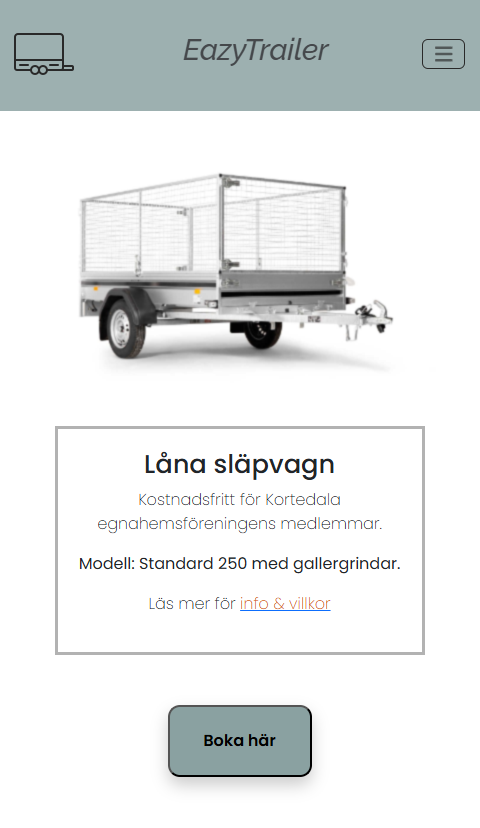 EazyTrailer
Låna släpvagn
Kostnadsfritt för Kortedala
egnahemsföreningens medlemmar.
Modell: Standard 250 med gallergrindar.
Läs mer för info & villkor
Boka här